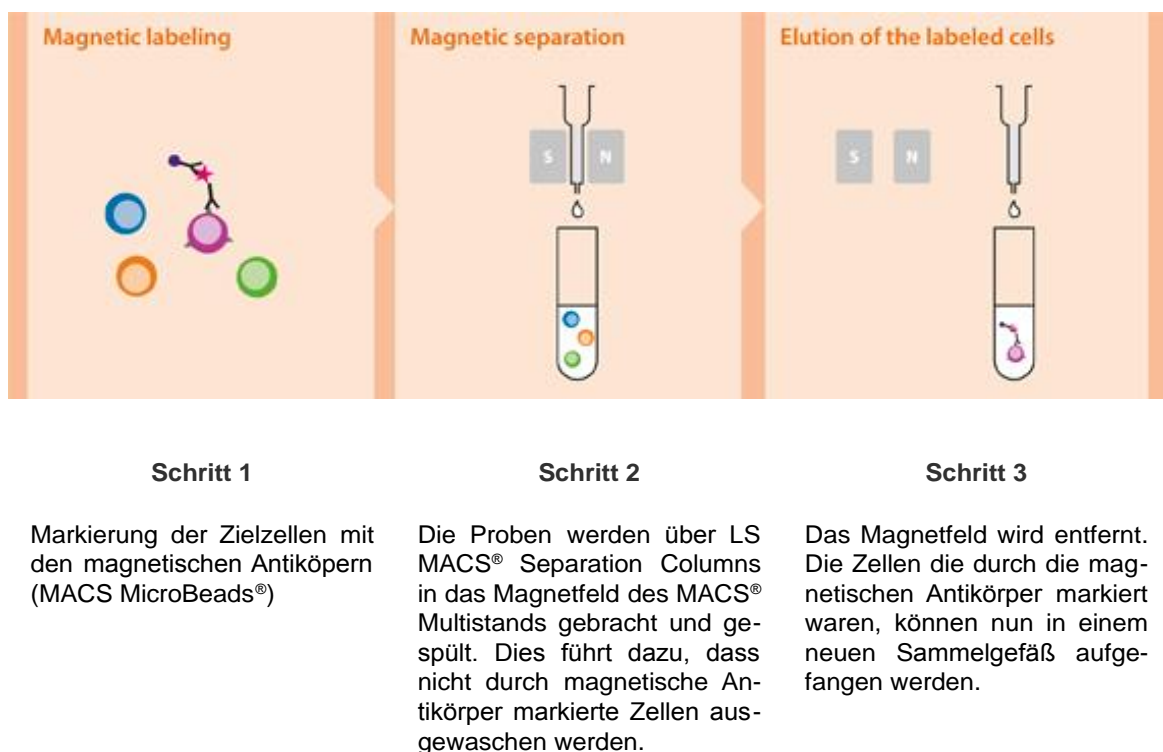 Magnetic labeling
Magnetic separation
Elution of the labeled cells
S
N
S
N
Schritt 1
Markierung der Zielzellen mit
den magnetischen Antiköpern
(MACS MicroBeads®)
Schritt 2
Die Proben werden über LS
MACS® Separation Columns
in das Magnetfeld des MACS®
Multistands gebracht und ge-
spült. Dies führt dazu, dass
nicht durch magnetische An-
tikörper markierte Zellen aus-
gewaschen werden.
Schritt 3
Das Magnetfeld wird entfernt.
Die Zellen die durch die mag-
netischen Antikörper markiert
waren, können nun in einem
neuen Sammelgefäß aufge-
fangen werden.